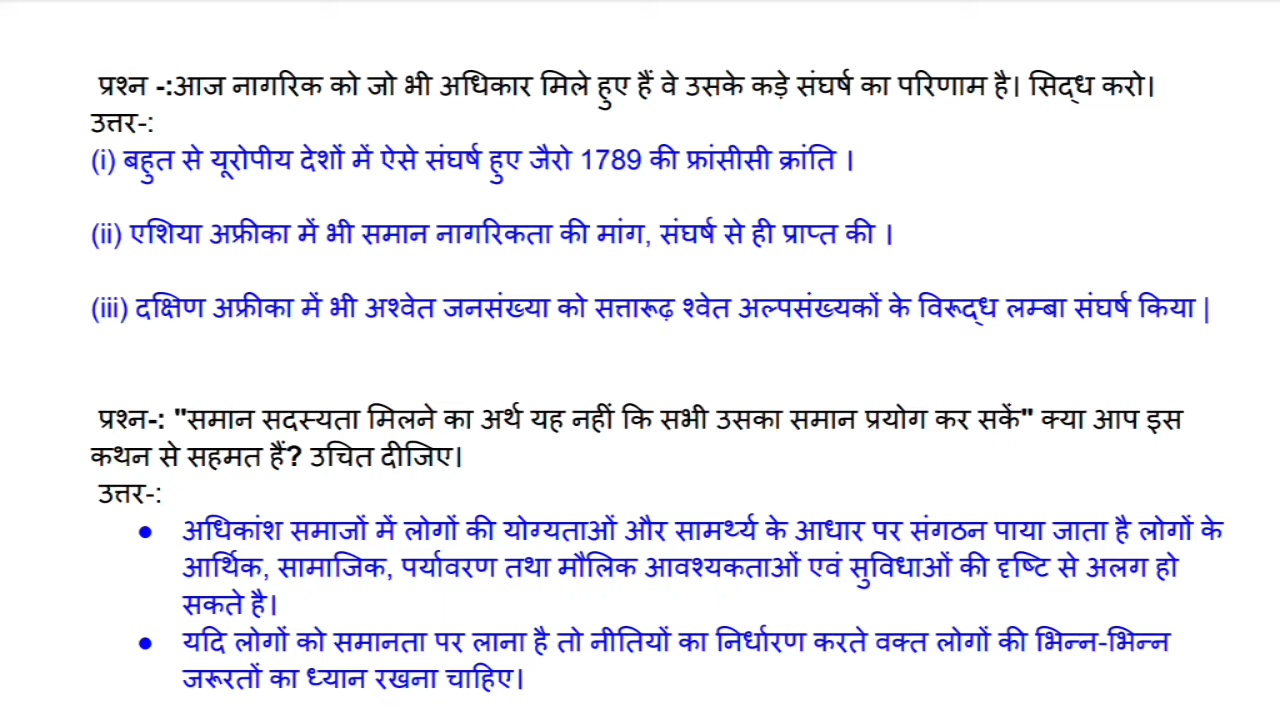 प्रश्न -:आज नागरिक को जो भी अधिकार मिले हुए हैं वे उसके कड़े संघर्ष का परिणाम है। सिद्ध करो।
उत्तर-:
(i) बहुत से यूरोपीय देशों में ऐसे संघर्ष हुए जैरो 1789 की फ्रांसीसी क्रांति ।
(ii) एशिया अफ्रीका में भी समान नागरिकता की मांग, संघर्ष से ही प्राप्त की ।
(iii) दक्षिण अफ्रीका में भी अश्वेत जनसंख्या को सत्तारूढ़ श्वेत अल्पसंख्यकों के विरूद्ध लम्बा संघर्ष किया |
प्रश्न-: "समान सदस्यता मिलने का अर्थ यह नहीं कि सभी उसका समान प्रयोग कर सकें" क्या आप इस
कथन से सहमत हैं? उचित दीजिए।
उत्तर-:
● अधिकांश समाजों में लोगों की योग्यताओं और सामर्थ्य के आधार पर संगठन पाया जाता है लोगों के
आर्थिक, सामाजिक, पर्यावरण तथा मौलिक आवश्यकताओं एवं सुविधाओं की दृष्टि से अलग हो
सकते है।
● यदि लोगों को समानता पर लाना है तो नीतियों का निर्धारण करते वक्त लोगों की भिन्न-भिन्न
जरूरतों का ध्यान रखना चाहिए।